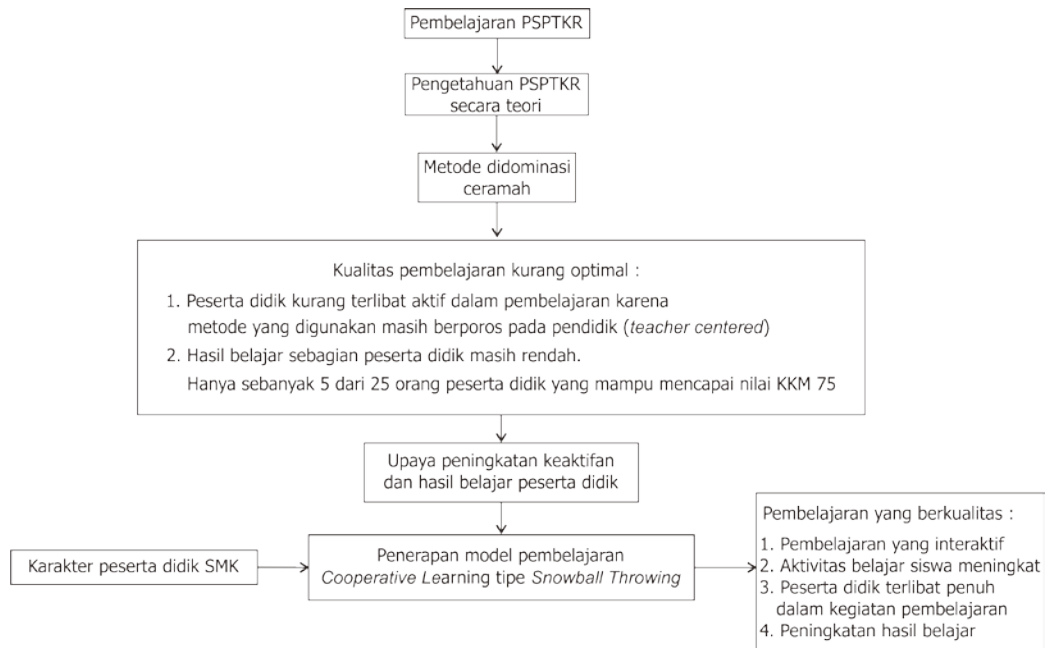 Pembelajaran PSPTKR
Pengetahuan PSPTKR
secara teori
Metode didominasi
ceramah
Kualitas pembelajaran kurang optimal :
1. Peserta didik kurang terlibat aktif dalam pembelajaran karena
metode yang digunakan masih berporos pada pendidik (teacher centered)
2. Hasil belajar sebagian peserta didik masih rendah.
Hanya sebanyak 5 dari 25 orang peserta didik yang mampu mencapai nilai KKM 75
Upaya peningkatan keaktifan
dan hasil belajar peserta didik
Karakter peserta didik SMK
Penerapan model pembelajaran
Cooperative Learning tipe Snowball Throwing
Pembelajaran yang berkualitas :
1. Pembelajaran yang interaktif
2. Aktivitas belajar siswa meningkat
3. Peserta didik terlibat penuh
dalam kegiatan pembelajaran
4. Peningkatan hasil belajar